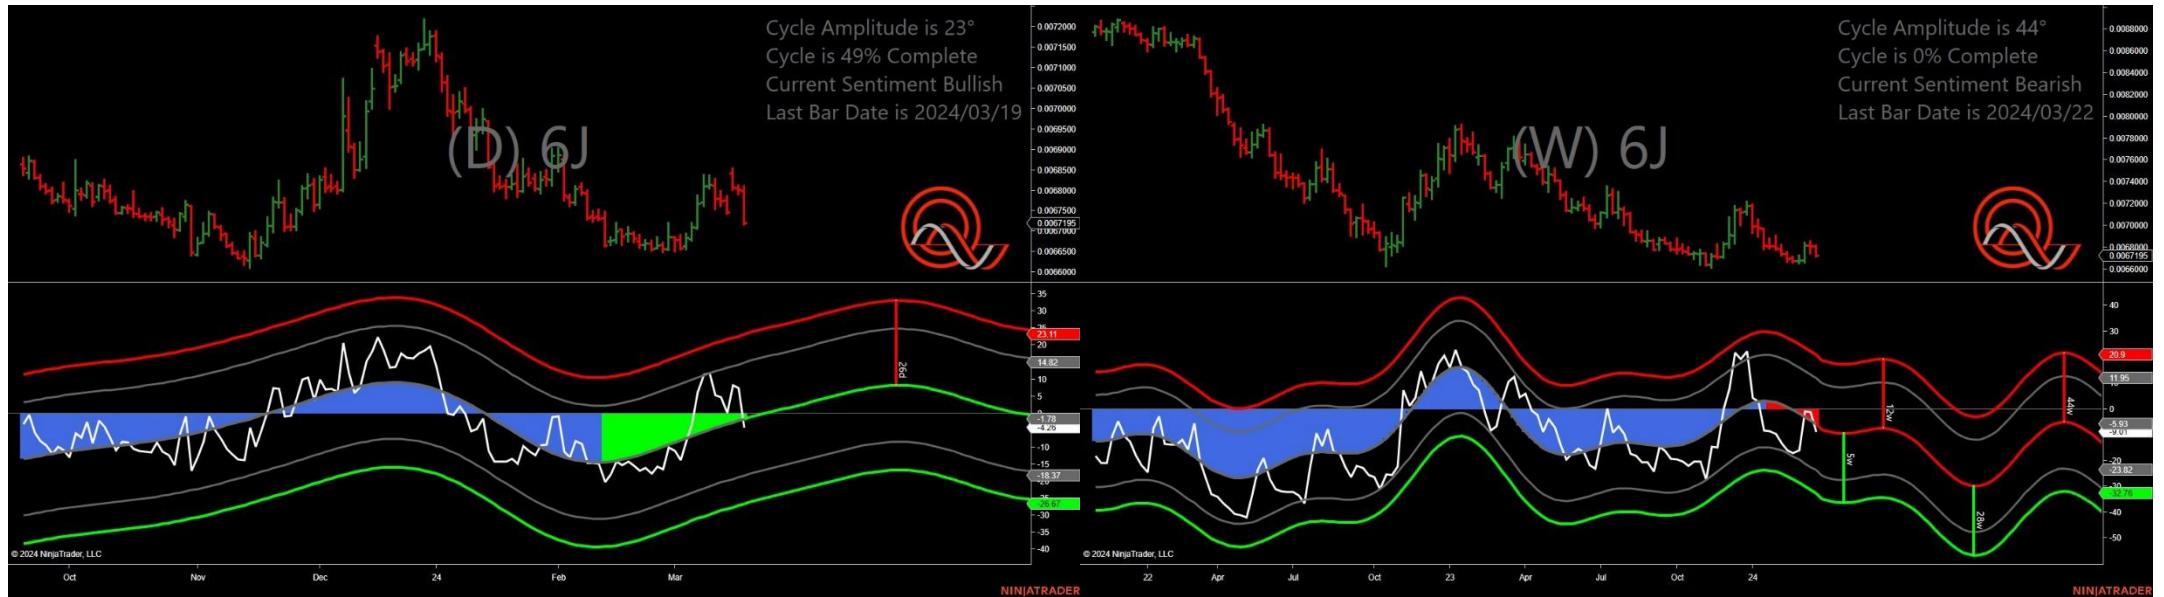 Cycle Amplitude is 23°
Cycle is 49% Complete
Current Sentiment Bullish
Last Bar Date is 2024/03/19
(D) 6J
0.0072000
0.0071500
0.0071000
0.0070500
0.0070000
0.0069500
0.0069000
0.0068500
0.0068000
0.0067500
0.0067195
0.0067000
0.0066500
0.0066000
35
30
23.11
20
14.82
10
5
0
-1.78
-4.26
-10
-15
-18.37
-26.67
-30
-35
-40
26d
© 2024 NinjaTrader, LLC
Oct
Nov
Dec
24
Feb
Mar
NINJATRADER
Cycle Amplitude is 44°
Cycle is 0% Complete
Current Sentiment Bearish
Last Bar Date is 2024/03/22
(W) 6J
0.0088000
0.0086000
0.0084000
0.0082000
0.0080000
0.0078000
0.0076000
0.0074000
0.0072000
0.0070000
0.0068000
0.0067195
0.0066000
40
30
20.9
11.95
0
-5.93
-9.01
-20
-23.82
-32.76
-40
-50
5w
12w
28w
44w
© 2024 NinjaTrader, LLC
22
Apr
Jul
Oct
23
Apr
Jul
Oct
24
NINJATRADER